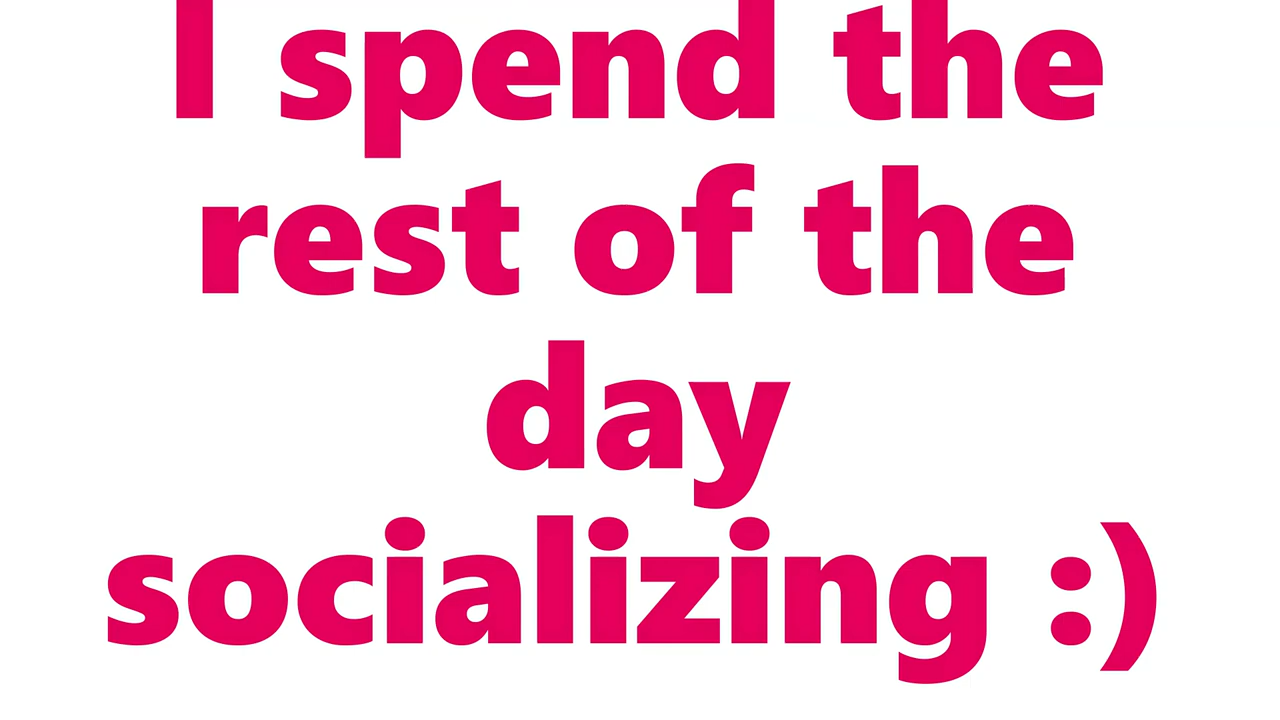 I spend the
rest of the
day
socializing :)